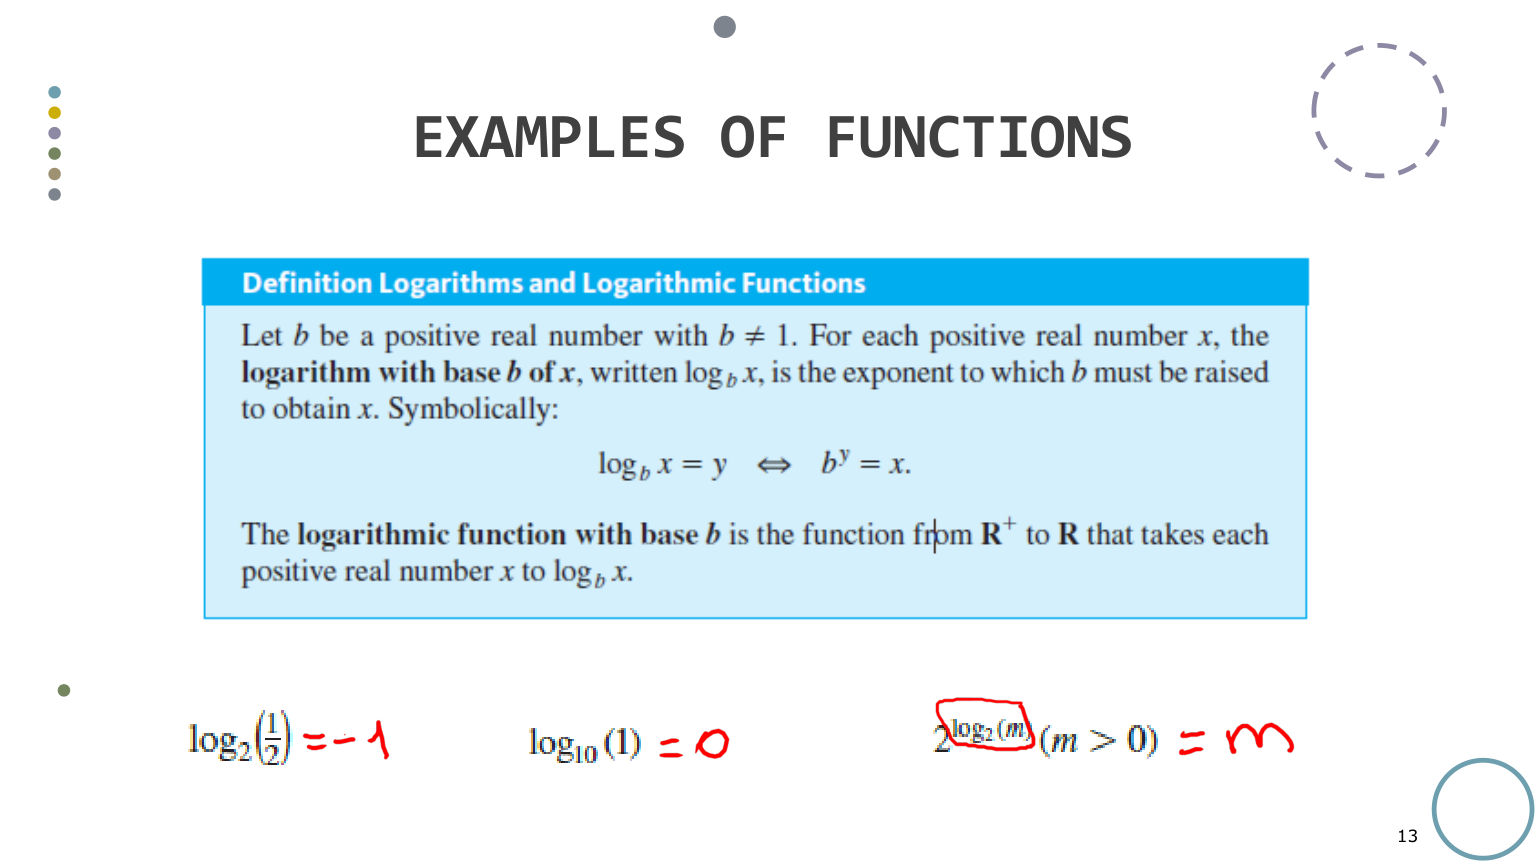 EXAMPLES OF FUNCTIONS
Definition Logarithms and Logarithmic Functions
Let b be a positive real number with b ≠ 1. For each positive real number x, the
logarithm with base b of x, written log_b x, is the exponent to which b must be raised
to obtain x. Symbolically:
log_b x = y ⇔ b^y = x.
The logarithmic function with base b is the function from R⁺ to R that takes each
positive real number x to log_b x.
log₂(1/2) = -1 log₁₀(1) = 0 2^{log₂(m)} (m > 0) = m
13